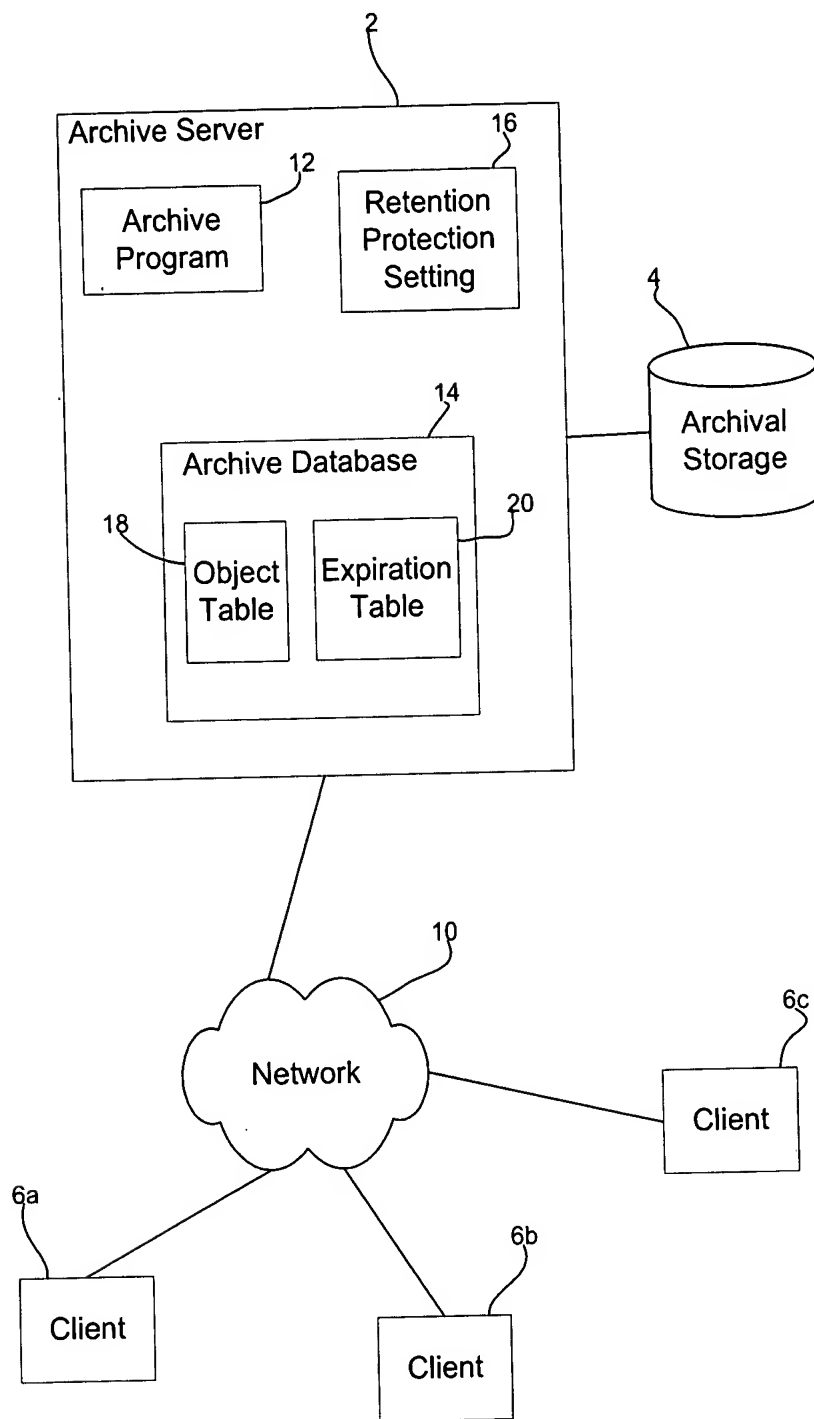 2
Archive Server
12
16
Archive
Program
Retention
Protection
Setting
4
Archival
Storage
14
Archive Database
18
20
Object
Table
Expiration
Table
10
Network
6c
Client
6a
Client
6b
Client